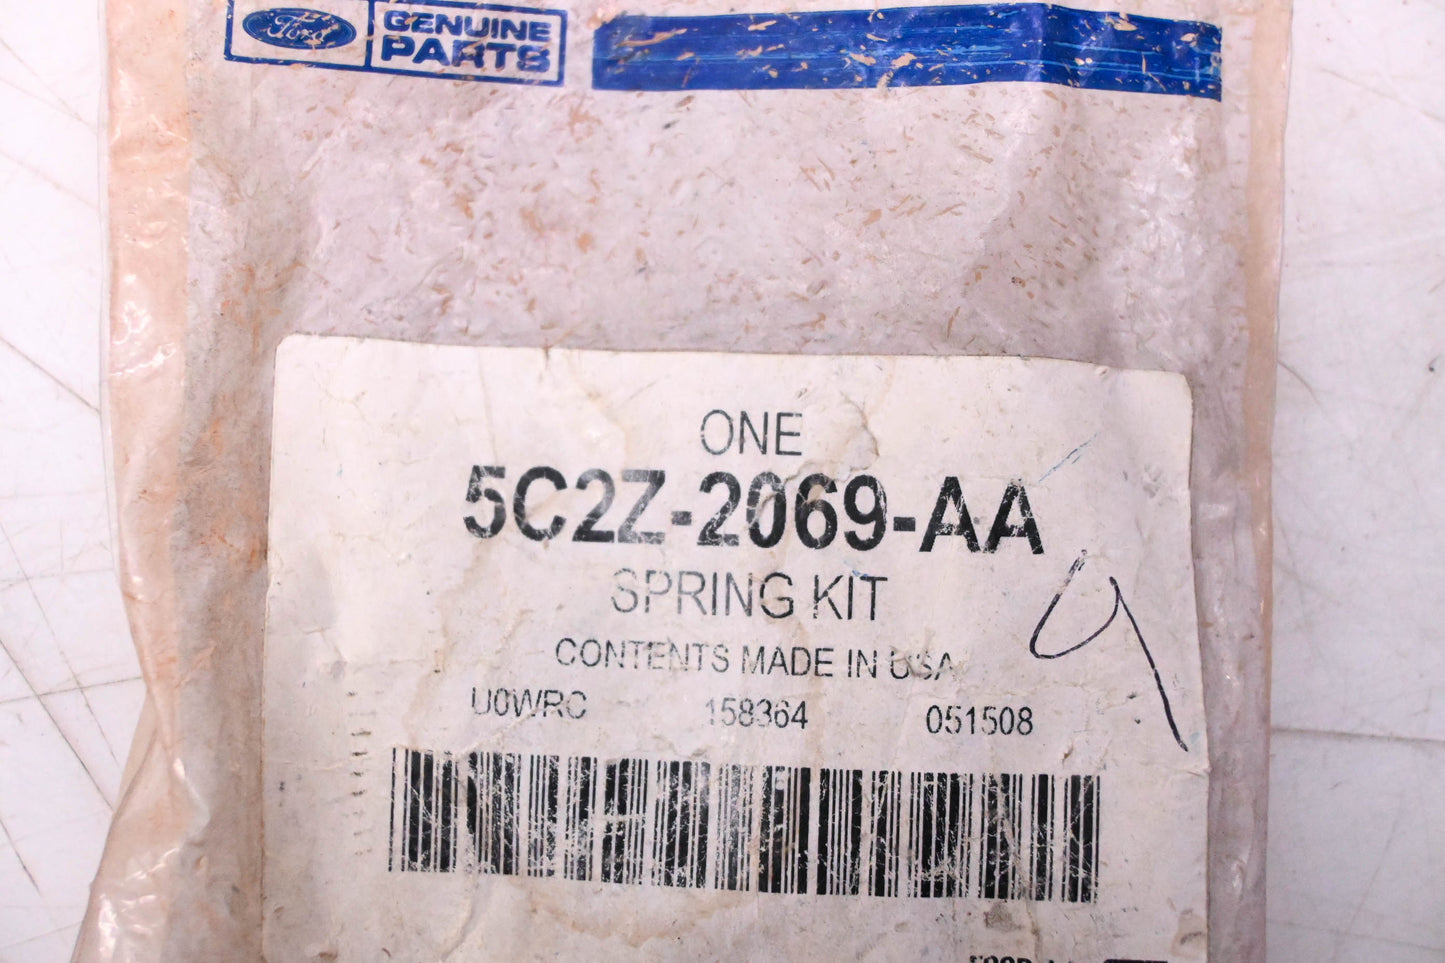 Ford
GENUINE
PARTS
ONE
5C2Z-2069-AA
SPRING KIT
CONTENTS MADE IN USA
U0WRC 158364 051508